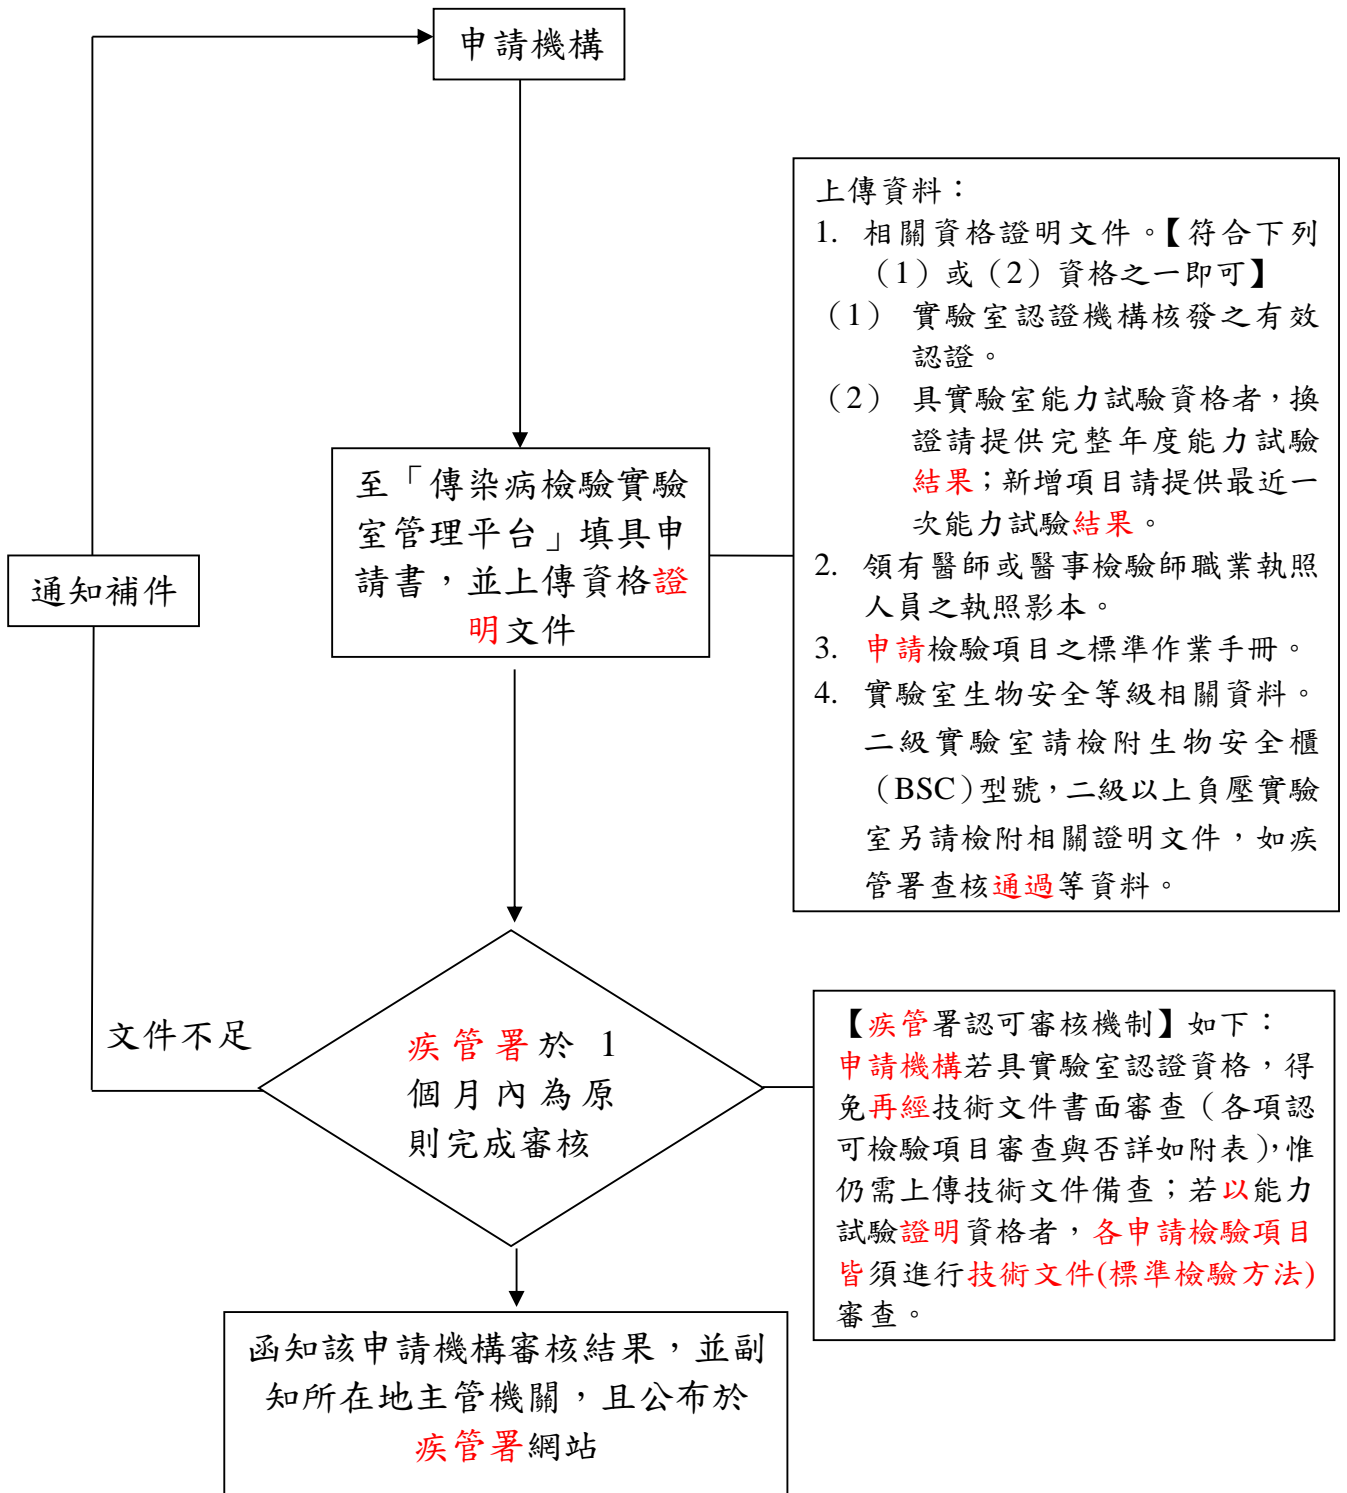 申請機構
上傳資料：
1. 相關資格證明文件。【符合下列
（1）或（2）資格之一即可】
（1） 實驗室認證機構核發之有效
認證。
（2） 具實驗室能力試驗資格者，換
證請提供完整年度能力試驗
結果；新增項目請提供最近一
次能力試驗結果。
2. 領有醫師或醫事檢驗師職業執照
人員之執照影本。
3. 申請檢驗項目之標準作業手冊。
4. 實驗室生物安全等級相關資料。
二級實驗室請檢附生物安全櫃
（BSC）型號，二級以上負壓實驗
室另請檢附相關證明文件，如疾
管署查核通過等資料。
至「傳染病檢驗實驗
室管理平台」填具申
請書，並上傳資格證
明文件
通知補件
文件不足
疾管署於 1
個月內為原
則完成審核
【疾管署認可審核機制】如下：
申請機構若具實驗室認證資格，得
免再經技術文件書面審查（各項認
可檢驗項目審查與否詳如附表），惟
仍需上傳技術文件備查；若以能力
試驗證明資格者，各申請檢驗項目
皆須進行技術文件(標準檢驗方法)
審查。
函知該申請機構審核結果，並副
知所在地主管機關，且公布於
疾管署網站